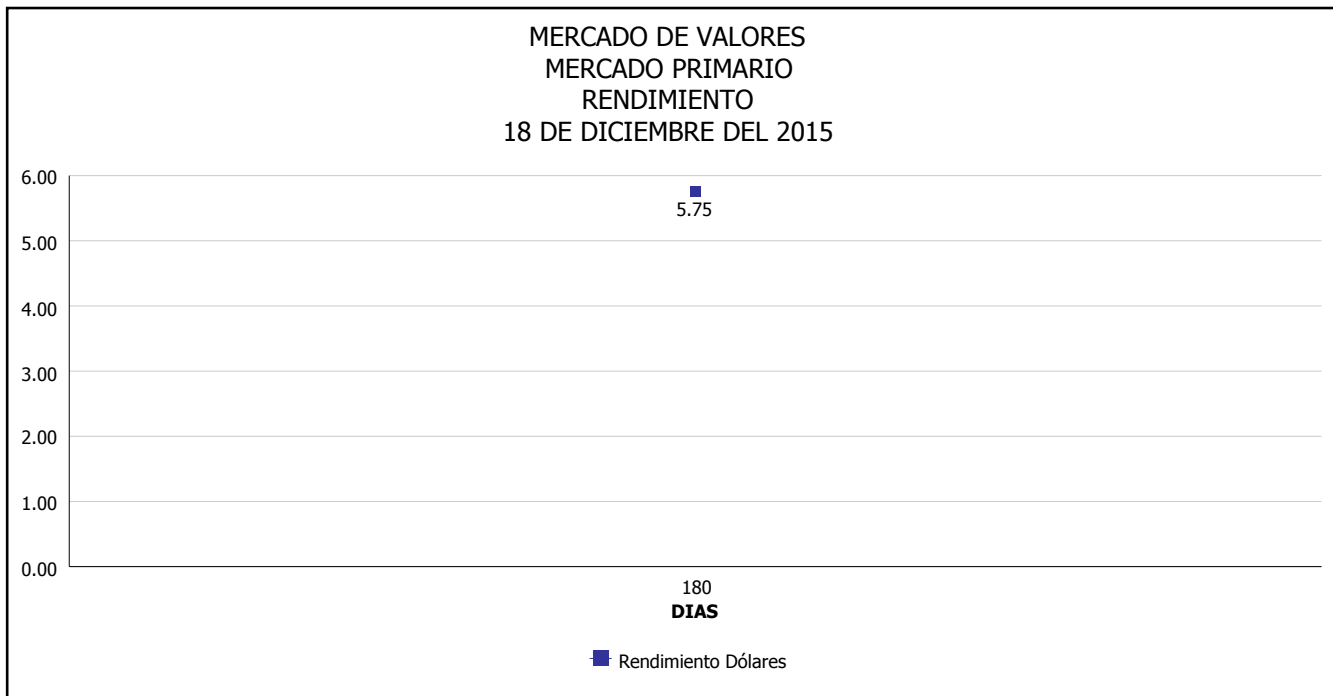 MERCADO DE VALORES
MERCADO PRIMARIO
RENDIMIENTO
18 DE DICIEMBRE DEL 2015
6.00
5.75
5.00
4.00
3.00
2.00
1.00
0.00
180
DIAS
Rendimiento Dólares